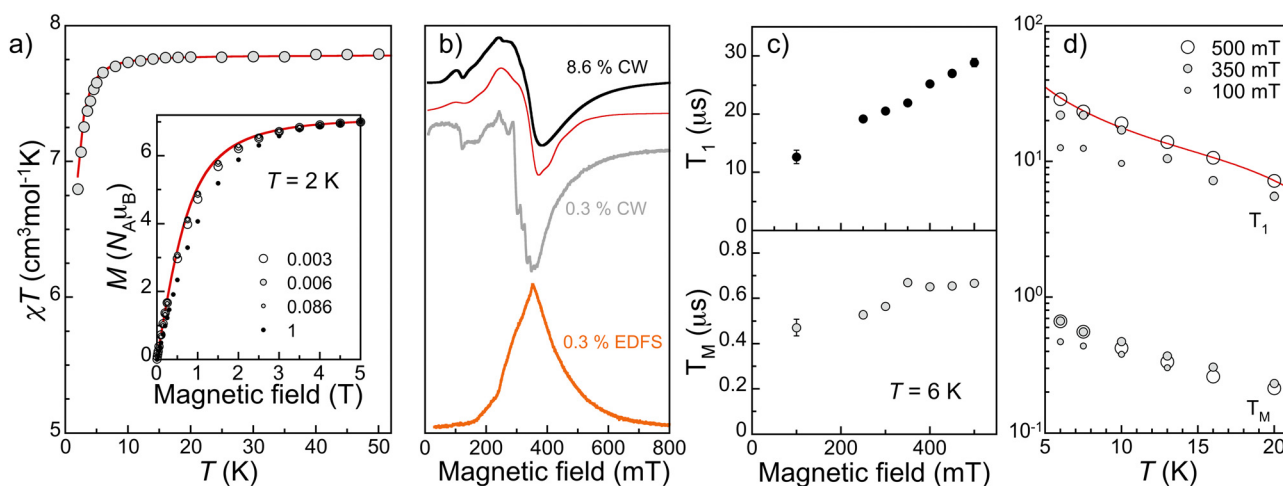 a)
8
7
6
5
χT (cm³mol⁻¹K)
0 10 20 30 40 50
T (K)
6
4
2
0
M (N_Aμ_B)
T = 2 K
0.003
0.006
0.086
1
0 1 2 3 4 5
Magnetic field (T)
b)
8.6 % CW
0.3 % CW
0.3 % EDFS
0 200 400 600 800
Magnetic field (mT)
c)
30
20
10
0
T₁ (μs)
0.8
0.6
0.4
0.2
0
T_M (μs)
T = 6 K
0 200 400
Magnetic field (mT)
d)
500 mT
350 mT
100 mT
10²
10¹
10⁰
10⁻¹
T₁
T_M
5 10 15 20
T (K)